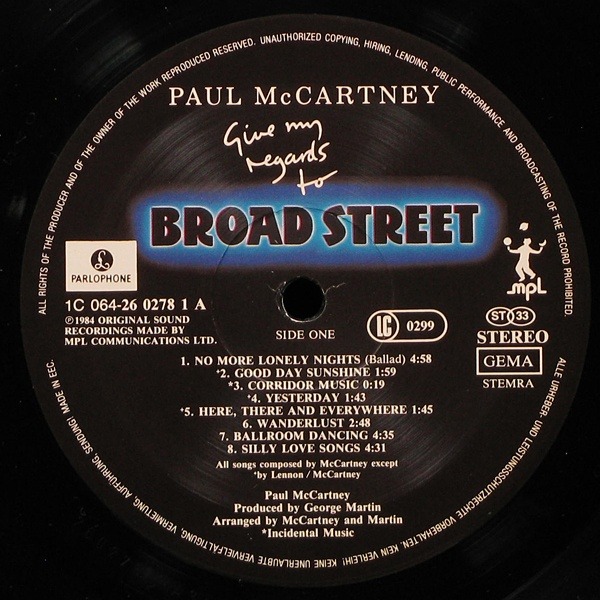 ALL RIGHTS OF THE PRODUCER AND OF THE OWNER OF THE WORK REPRODUCED RESERVED. UNAUTHORIZED COPYING, HIRING, LENDING, PUBLIC PERFORMANCE AND BROADCASTING OF THE RECORD PROHIBITED.
PAUL McCARTNEY
Give my
regards
to
BROAD STREET
PARLOPHONE
mpL
1C 064-26 0278 1 A
℗ 1984 ORIGINAL SOUND
RECORDINGS MADE BY
MPL COMMUNICATIONS LTD.
SIDE ONE
LC 0299
ST 33
STEREO
GEMA
STEMRA
1. NO MORE LONELY NIGHTS (Ballad) 4:58
*2. GOOD DAY SUNSHINE 1:59
*3. CORRIDOR MUSIC 0:19
*4. YESTERDAY 1:43
*5. HERE, THERE AND EVERYWHERE 1:45
6. WANDERLUST 2:48
7. BALLROOM DANCING 4:35
8. SILLY LOVE SONGS 4:31
All songs composed by McCartney except
*by Lennon / McCartney
Paul McCartney
Produced by George Martin
Arranged by McCartney and Martin
*Incidental Music
ALLE URHEBER- UND LEISTUNGSSCHUTZRECHTE VORBEHALTEN. KEIN VERLEIH! KEINE UNERLAUBTE VERVIELFÄLTIGUNG, VERMIETUNG, AUFFÜHRUNG, SENDUNG! MADE IN EEC.